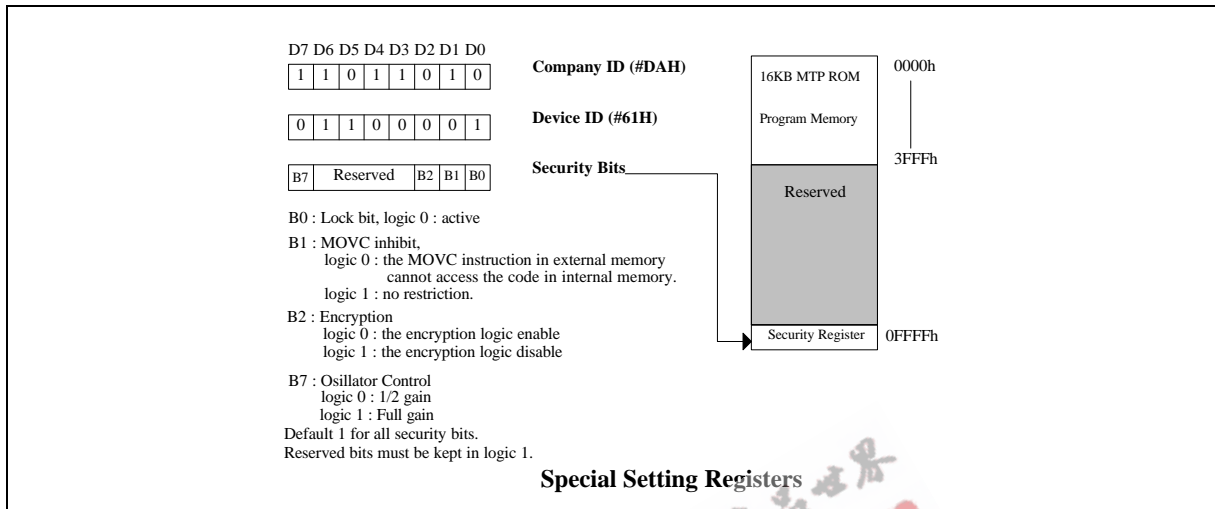 D7 D6 D5 D4 D3 D2 D1 D0
1 1 0 1 1 0 1 0
Company ID (#DAH)
0 1 1 0 0 0 0 1
Device ID (#61H)
B7 Reserved B2 B1 B0
Security Bits
B0 : Lock bit, logic 0 : active
B1 : MOVC inhibit,
logic 0 : the MOVC instruction in external memory
cannot access the code in internal memory.
logic 1 : no restriction.
B2 : Encryption
logic 0 : the encryption logic enable
logic 1 : the encryption logic disable
B7 : Osillator Control
logic 0 : 1/2 gain
logic 1 : Full gain
Default 1 for all security bits.
Reserved bits must be kept in logic 1.
16KB MTP ROM
Program Memory
0000h
3FFFh
Reserved
Security Register
0FFFFh
Special Setting Registers